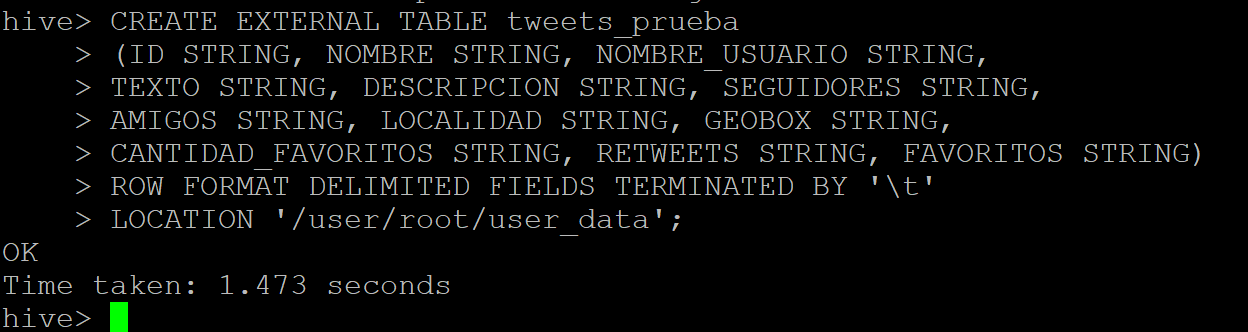 hive> CREATE EXTERNAL TABLE tweets_prueba
    > (ID STRING, NOMBRE STRING, NOMBRE_USUARIO STRING,
    > TEXTO STRING, DESCRIPCION STRING, SEGUIDORES STRING,
    > AMIGOS STRING, LOCALIDAD STRING, GEOBOX STRING,
    > CANTIDAD_FAVORITOS STRING, RETWEETS STRING, FAVORITOS STRING)
    > ROW FORMAT DELIMITED FIELDS TERMINATED BY '\t'
    > LOCATION '/user/root/user_data';
OK
Time taken: 1.473 seconds
hive>